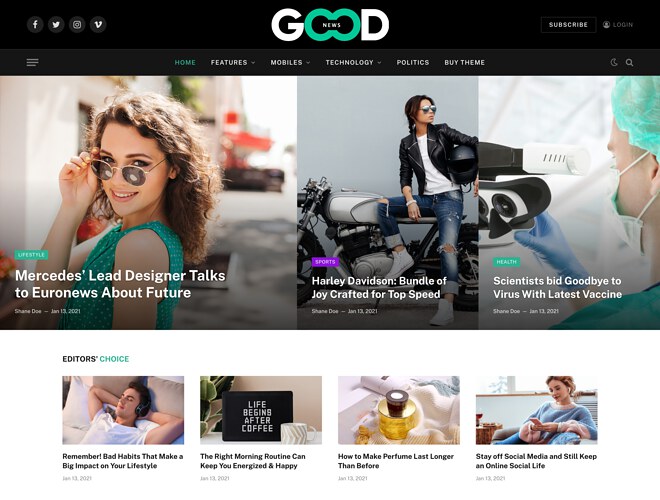 GOOD
NEWS
SUBSCRIBE
LOGIN
HOME FEATURES MOBILES TECHNOLOGY POLITICS BUY THEME
LIFESTYLE
Mercedes' Lead Designer Talks
to Euronews About Future
Shane Doe — Jan 13, 2021
SPORTS
Harley Davidson: Bundle of
Joy Crafted for Top Speed
Shane Doe — Jan 13, 2021
HEALTH
Scientists bid Goodbye to
Virus With Latest Vaccine
Shane Doe — Jan 13, 2021
EDITORS' CHOICE
LIFE
BEGINS
AFTER
COFFEE
Remember! Bad Habits That Make a
Big Impact on Your Lifestyle
Jan 13, 2021
The Right Morning Routine Can
Keep You Energized & Happy
Jan 13, 2021
How to Make Perfume Last Longer
Than Before
Jan 13, 2021
Stay off Social Media and Still Keep
an Online Social Life
Jan 13, 2021